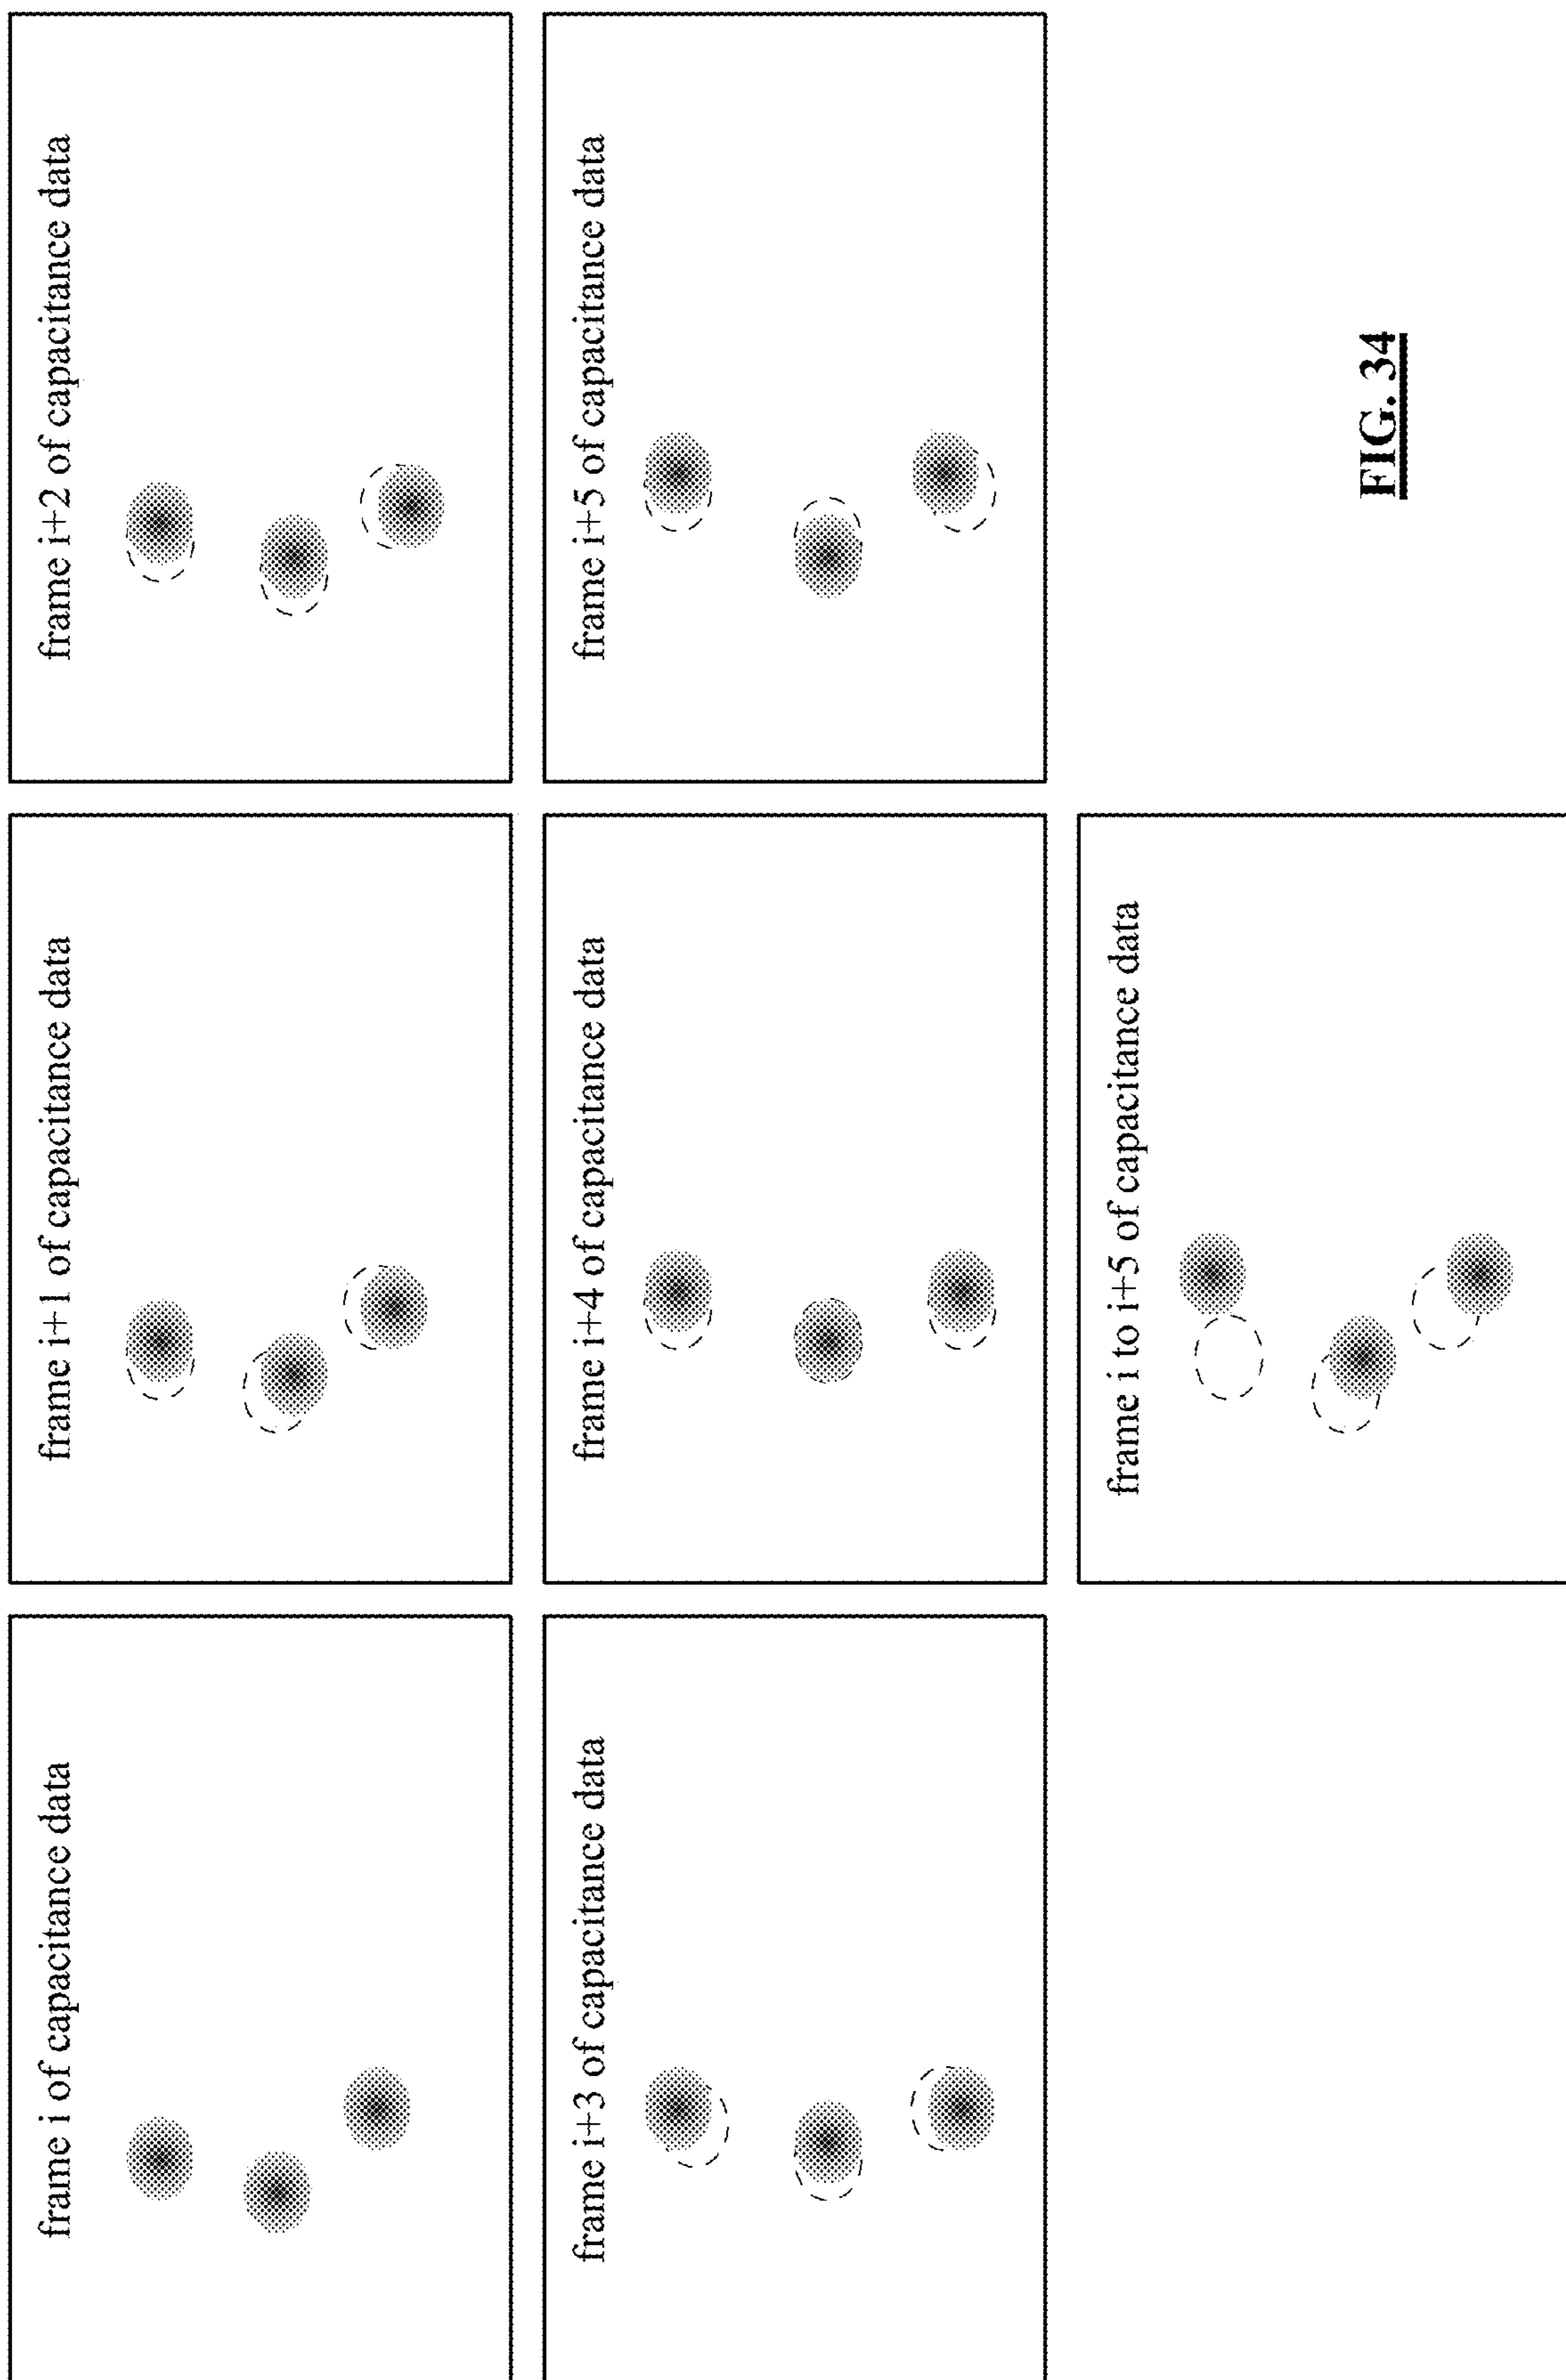 frame i of capacitance data
frame i+1 of capacitance data
frame i+2 of capacitance data
frame i+3 of capacitance data
frame i+4 of capacitance data
frame i+5 of capacitance data
frame i to i+5 of capacitance data
FIG. 34